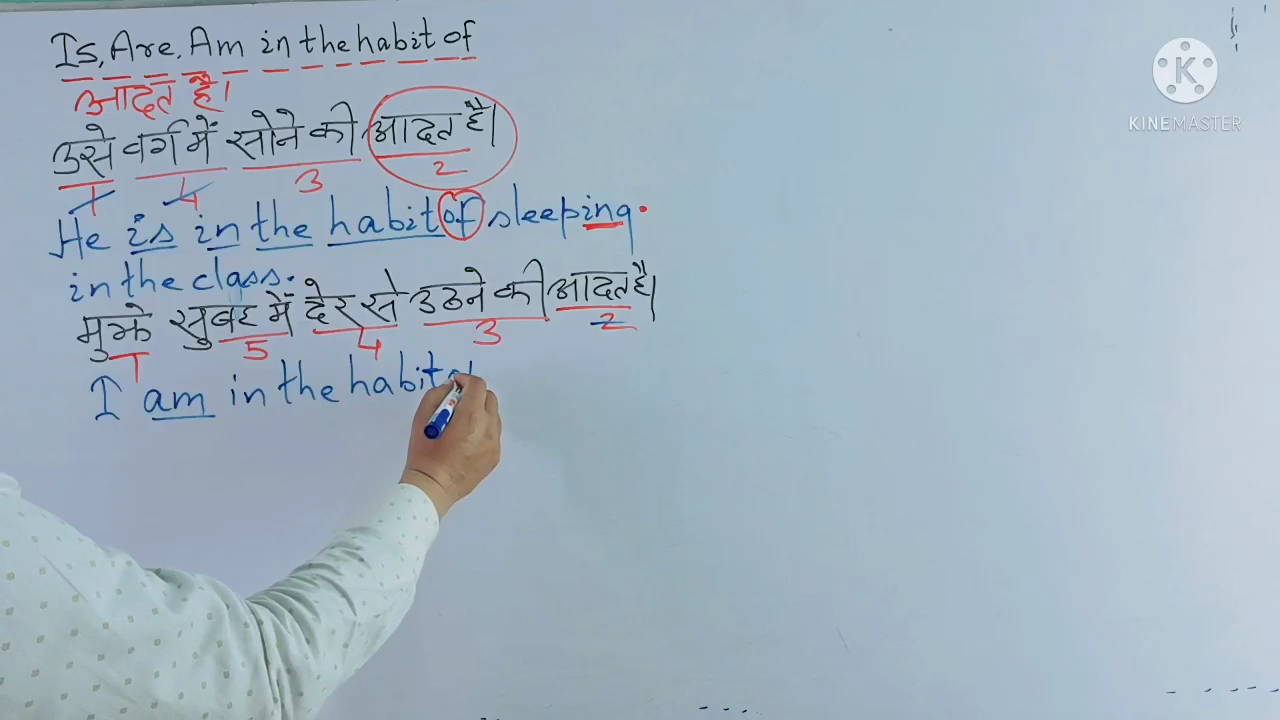 Is, Are, Am in the habit of
आदत है।
उसे वर्ग में सोने की आदत है।
1 4 3 2
He is in the habit of sleeping.
in the class.
मुझे सुबह में देर से उठने की आदत है।
1 5 4 3 2
I am in the habit
K
KINEMASTER